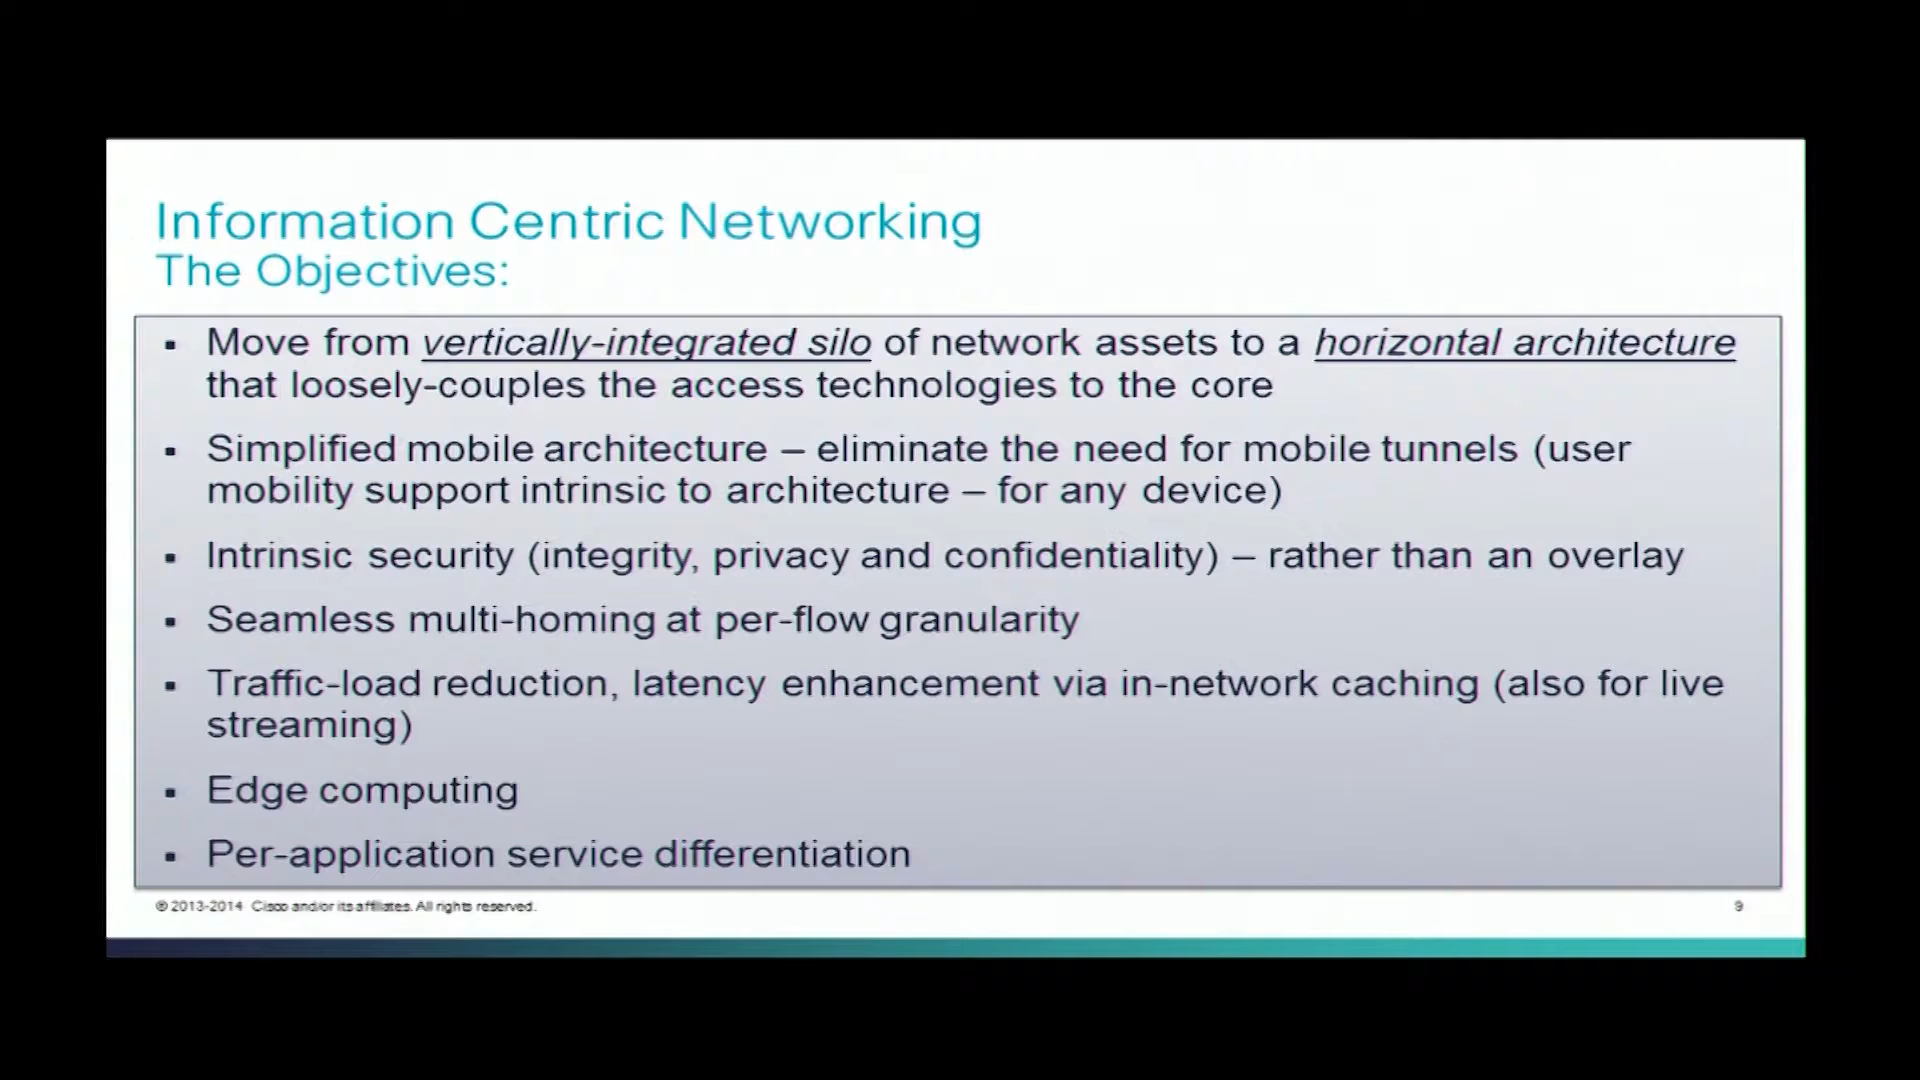 Information Centric Networking
The Objectives:
▪ Move from vertically-integrated silo of network assets to a horizontal architecture
that loosely-couples the access technologies to the core
▪ Simplified mobile architecture – eliminate the need for mobile tunnels (user
mobility support intrinsic to architecture – for any device)
▪ Intrinsic security (integrity, privacy and confidentiality) – rather than an overlay
▪ Seamless multi-homing at per-flow granularity
▪ Traffic-load reduction, latency enhancement via in-network caching (also for live
streaming)
▪ Edge computing
▪ Per-application service differentiation
© 2013-2014 Cisco and/or its affiliates. All rights reserved.
9